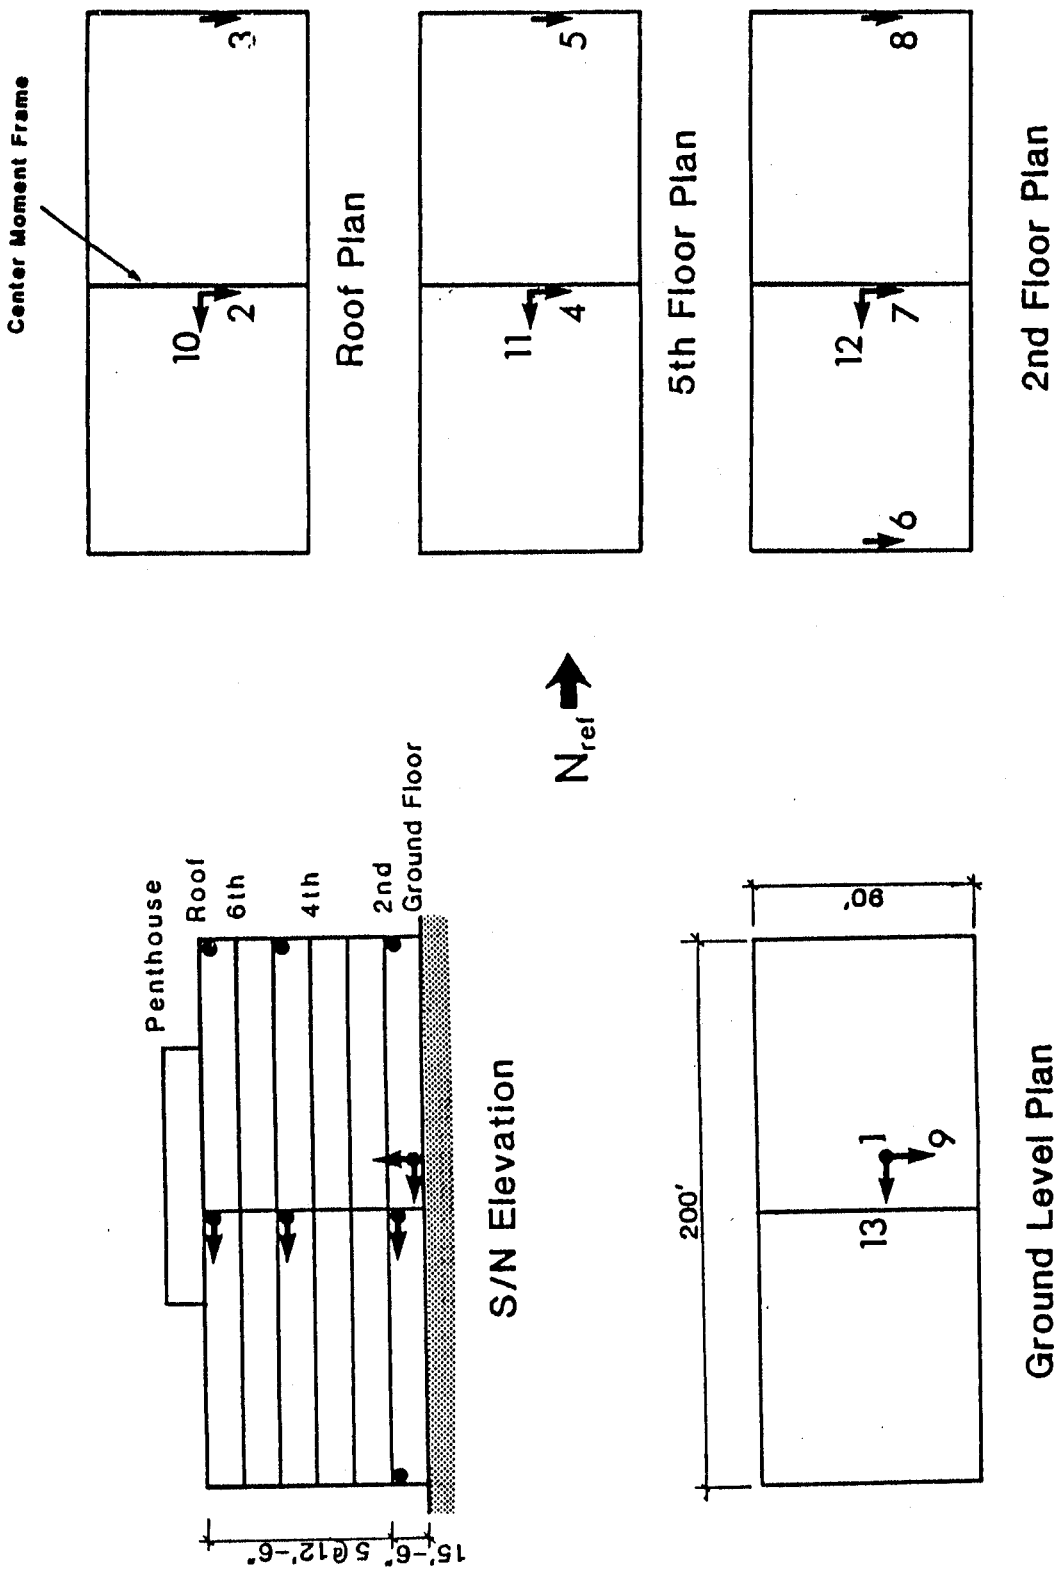 Center Moment Frame
3
10
2
Roof Plan
5
11
4
5th Floor Plan
8
12
7
6
2nd Floor Plan
Penthouse
Roof
6th
4th
2nd
Ground Floor
15'-6" 5@12'-6"
S/N Elevation
Nref
200'
90'
1
13
9
Ground Level Plan